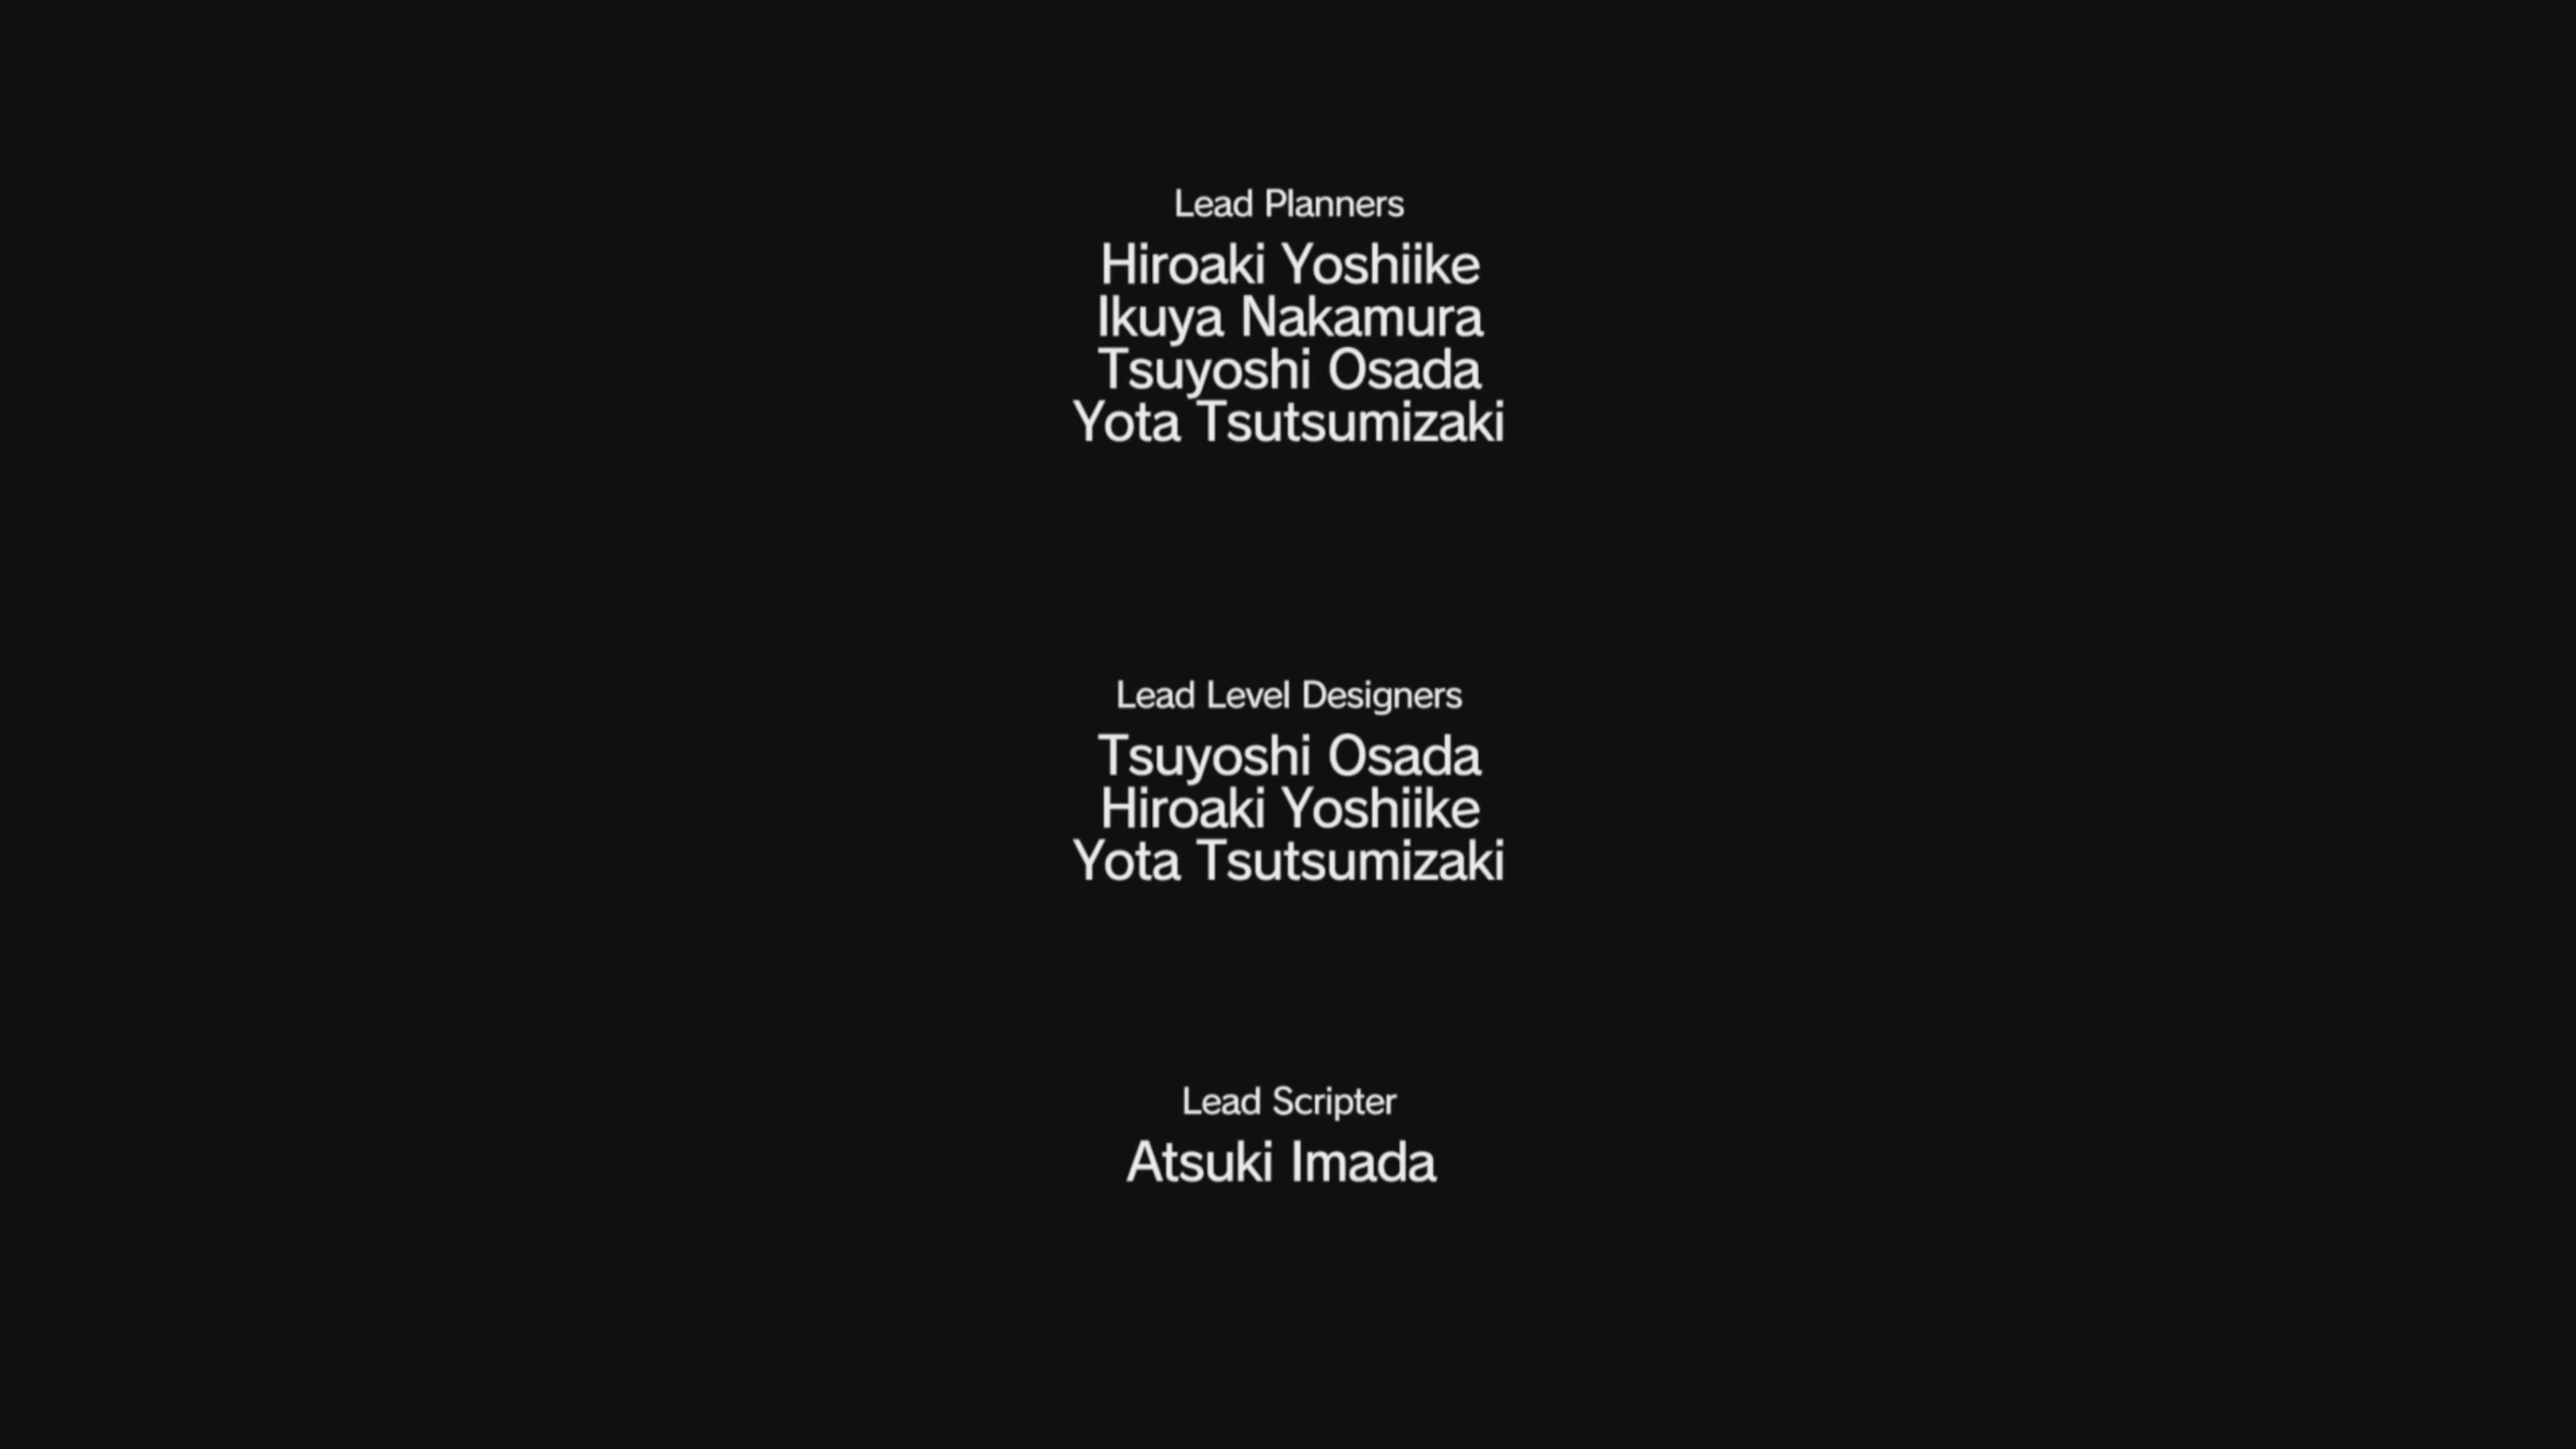 Lead Planners
Hiroaki Yoshiike
Ikuya Nakamura
Tsuyoshi Osada
Yota Tsutsumizaki
Lead Level Designers
Tsuyoshi Osada
Hiroaki Yoshiike
Yota Tsutsumizaki
Lead Scripter
Atsuki Imada